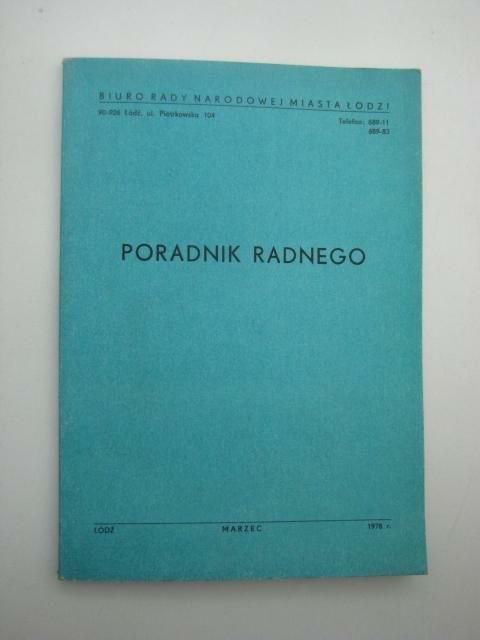 BIURO RADY NARODOWEJ MIASTA ŁODZI
90-926 Łódź, ul. Piotrkowska 104 Telefon: 689-11
689-83
PORADNIK RADNEGO
ŁÓDŹ MARZEC 1978 r.